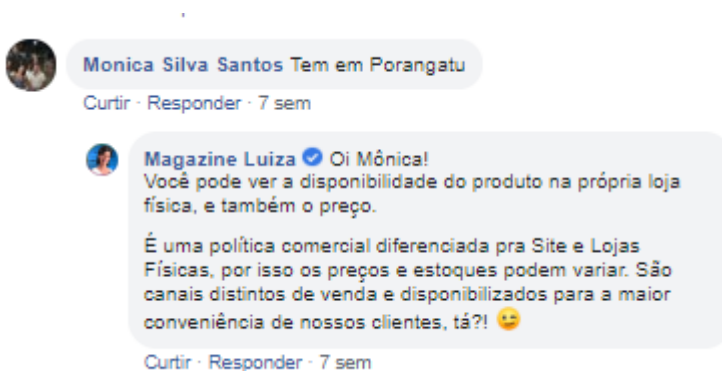 Monica Silva Santos Tem em Porangatu
Curtir · Responder · 7 sem
Magazine Luiza Oi Mônica!
Você pode ver a disponibilidade do produto na própria loja
física, e também o preço.
É uma política comercial diferenciada pra Site e Lojas
Físicas, por isso os preços e estoques podem variar. São
canais distintos de venda e disponibilizados para a maior
conveniência de nossos clientes, tá?! 😉
Curtir · Responder · 7 sem